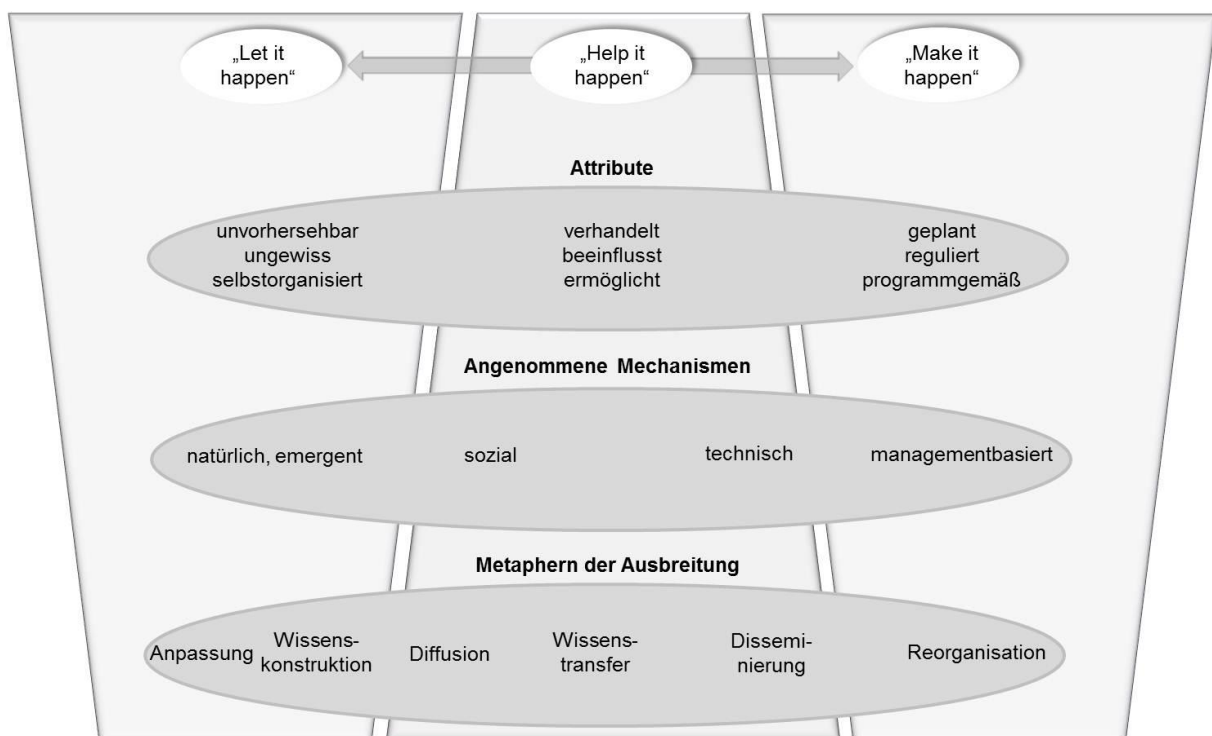 „Let it
happen“
„Help it
happen“
„Make it
happen“
Attribute
unvorhersehbar
ungewiss
selbstorganisiert
verhandelt
beeinflusst
ermöglicht
geplant
reguliert
programmgemäß
Angenommene Mechanismen
natürlich, emergent
sozial
technisch
managementbasiert
Metaphern der Ausbreitung
Anpassung
Wissens-
konstruktion
Diffusion
Wissens-
transfer
Dissemi-
nierung
Reorganisation